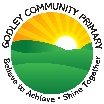 GODLEY COMMUNITY PRIMARY
Believe to Achieve • Shine Together